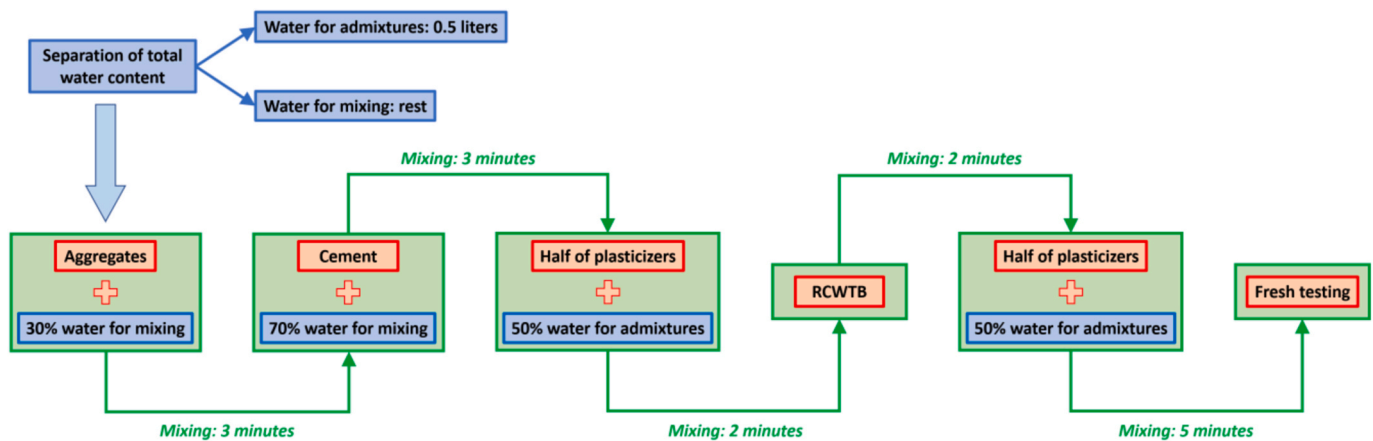 Water for admixtures: 0.5 liters
Separation of total
water content
Water for mixing: rest
Mixing: 3 minutes
Mixing: 2 minutes
Aggregates
30% water for mixing
Cement
70% water for mixing
Half of plasticizers
50% water for admixtures
RCWTB
Half of plasticizers
50% water for admixtures
Fresh testing
Mixing: 3 minutes
Mixing: 2 minutes
Mixing: 5 minutes